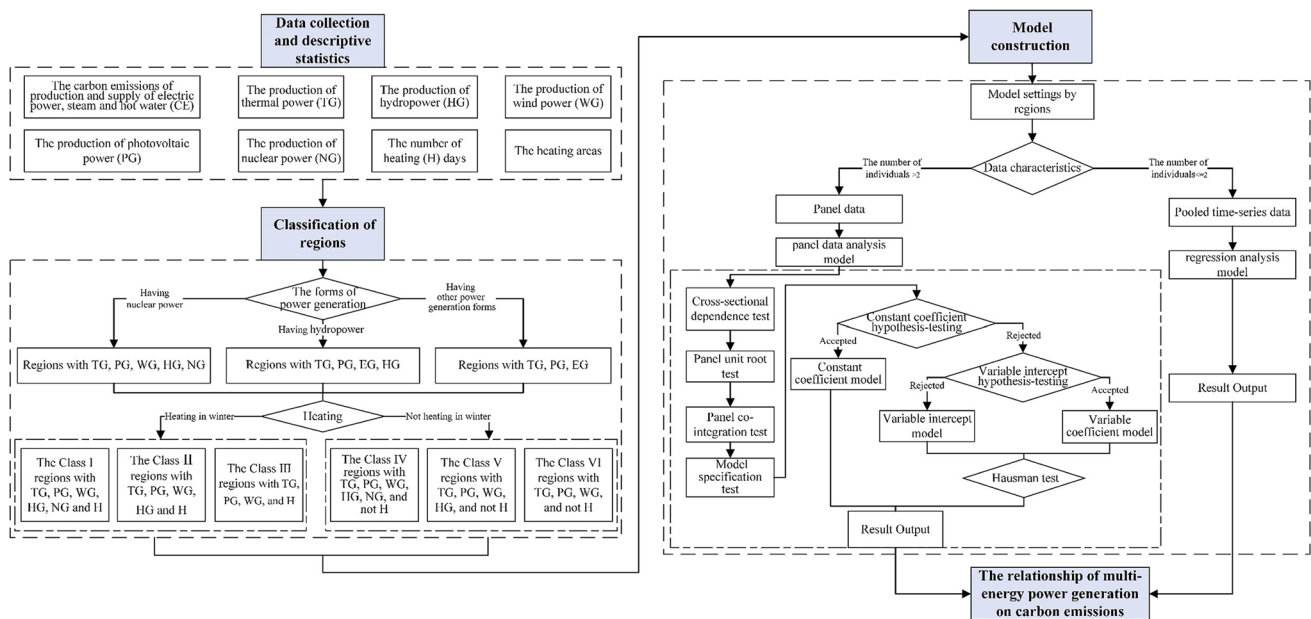 Data collection
and descriptive
statistics
The carbon emissions of
production and supply of electric
power, steam and hot water (CE)
The production of
thermal power (TG)
The production of
hydropower (HG)
The production of
wind power (WG)
The production of photovoltaic
power (PG)
The production of
nuclear power (NG)
The number of
heating (H) days
The heating areas
Classification of
regions
The forms of
power generation
Having
nuclear power
Having hydropower
Having
other power
generation forms
Regions with TG, PG, WG, HG, NG
Regions with TG, PG, EG, HG
Regions with TG, PG, EG
Heating in winter
Heating
Not heating in winter
The Class I
regions with
TG, PG, WG,
HG, NG and H
The Class II
regions with
TG, PG, WG,
HG and H
The Class III
regions with TG,
PG, WG, and H
The Class IV
regions with
TG, PG, WG,
HG, NG, and
not H
The Class V
regions with
TG, PG, WG,
HG, and not H
The Class VI
regions with
TG, PG, WG,
and not H
Model
construction
Model settings by
regions
Data characteristics
The number of
individuals >2
The number of
individuals<=2
Panel data
panel data analysis
model
Pooled time-series data
regression analysis
model
Result Output
Cross-sectional
dependence test
Panel unit root
test
Panel co-
integration test
Model
specification
test
Constant coefficient
hypothesis-testing
Accepted
Rejected
Constant
coefficient model
Variable intercept
hypothesis-testing
Rejected
Accepted
Variable intercept
model
Variable
coefficient model
Hausman test
Result Output
The relationship of multi-
energy power generation
on carbon emissions